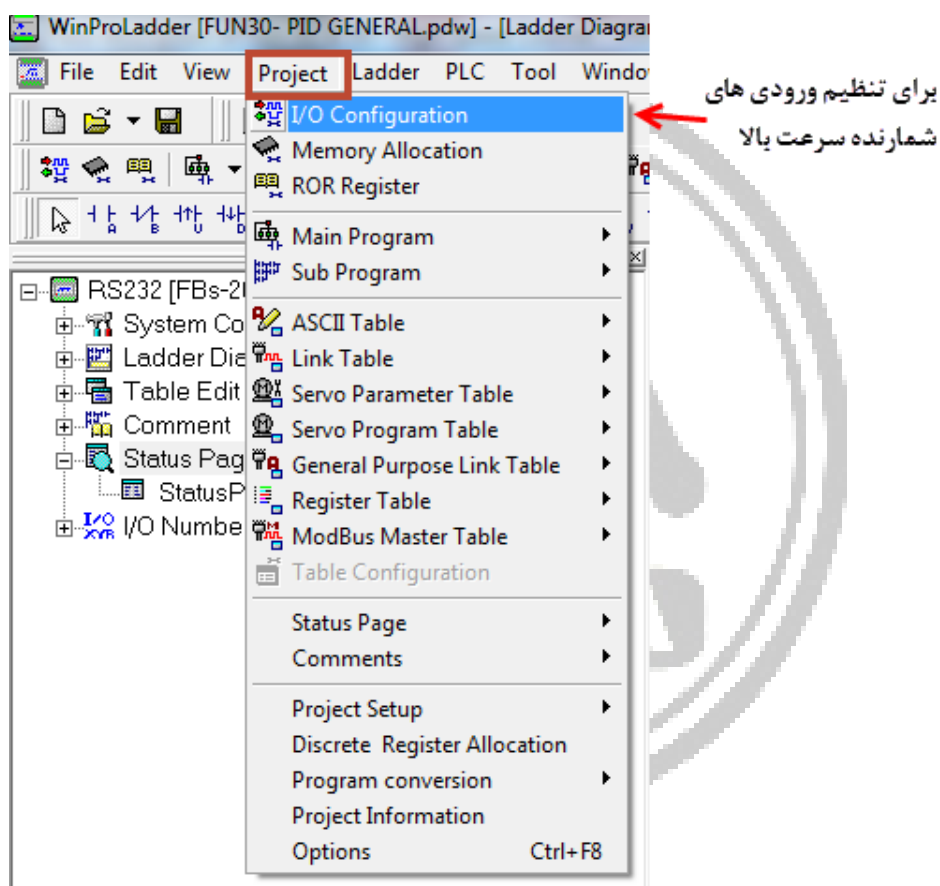 WinProLadder [FUN30- PID GENERAL.pdw] - [Ladder Diagra
File Edit View Project Ladder PLC Tool Windo
برای تنظیم ورودی های
شمارنده سرعت بالا
I/O Configuration
Memory Allocation
ROR Register
Main Program
Sub Program
ASCII Table
Link Table
Servo Parameter Table
Servo Program Table
General Purpose Link Table
Register Table
ModBus Master Table
Table Configuration
Status Page
Comments
Project Setup
Discrete Register Allocation
Program conversion
Project Information
Options Ctrl+F8
A B U D
RS232 [FBs-2
System Co
Ladder Dia
Table Edit
Comment
Status Pag
StatusP
I/O Numbe